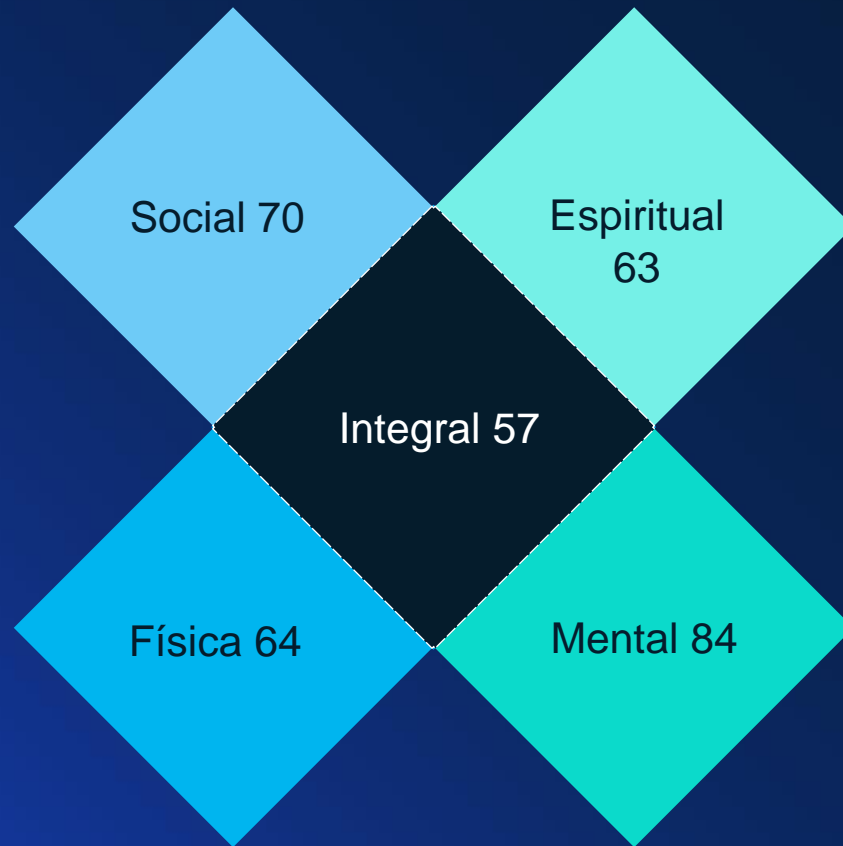 Social 70
Espiritual
63
Integral 57
Física 64
Mental 84